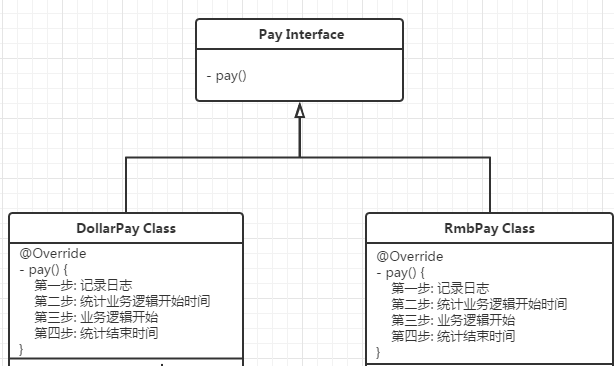 Pay Interface
- pay()
DollarPay Class
@Override
- pay() {
第一步: 记录日志
第二步: 统计业务逻辑开始时间
第三步: 业务逻辑开始
第四步: 统计结束时间
}
RmbPay Class
@Override
- pay() {
第一步: 记录日志
第二步: 统计业务逻辑开始时间
第三步: 业务逻辑开始
第四步: 统计结束时间
}